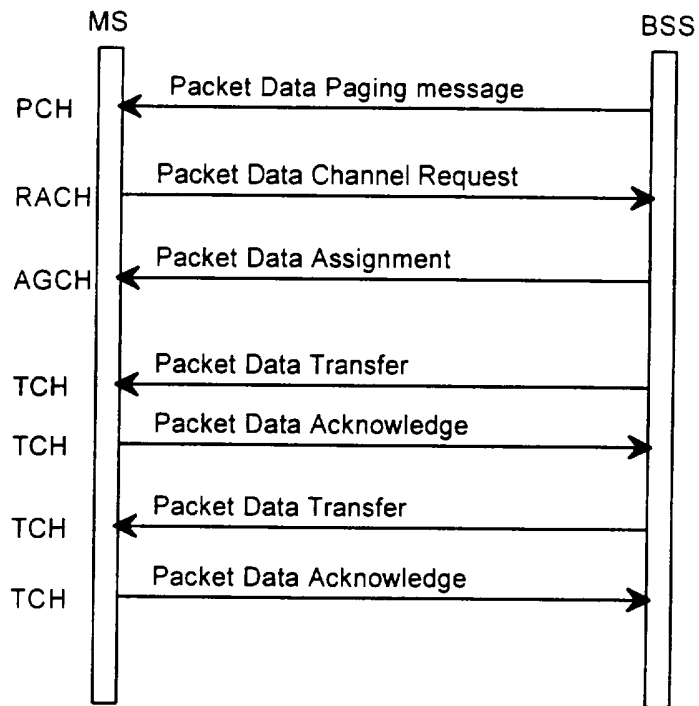 MS
BSS
Packet Data Paging message
PCH
Packet Data Channel Request
RACH
Packet Data Assignment
AGCH
Packet Data Transfer
TCH
Packet Data Acknowledge
TCH
Packet Data Transfer
TCH
Packet Data Acknowledge
TCH